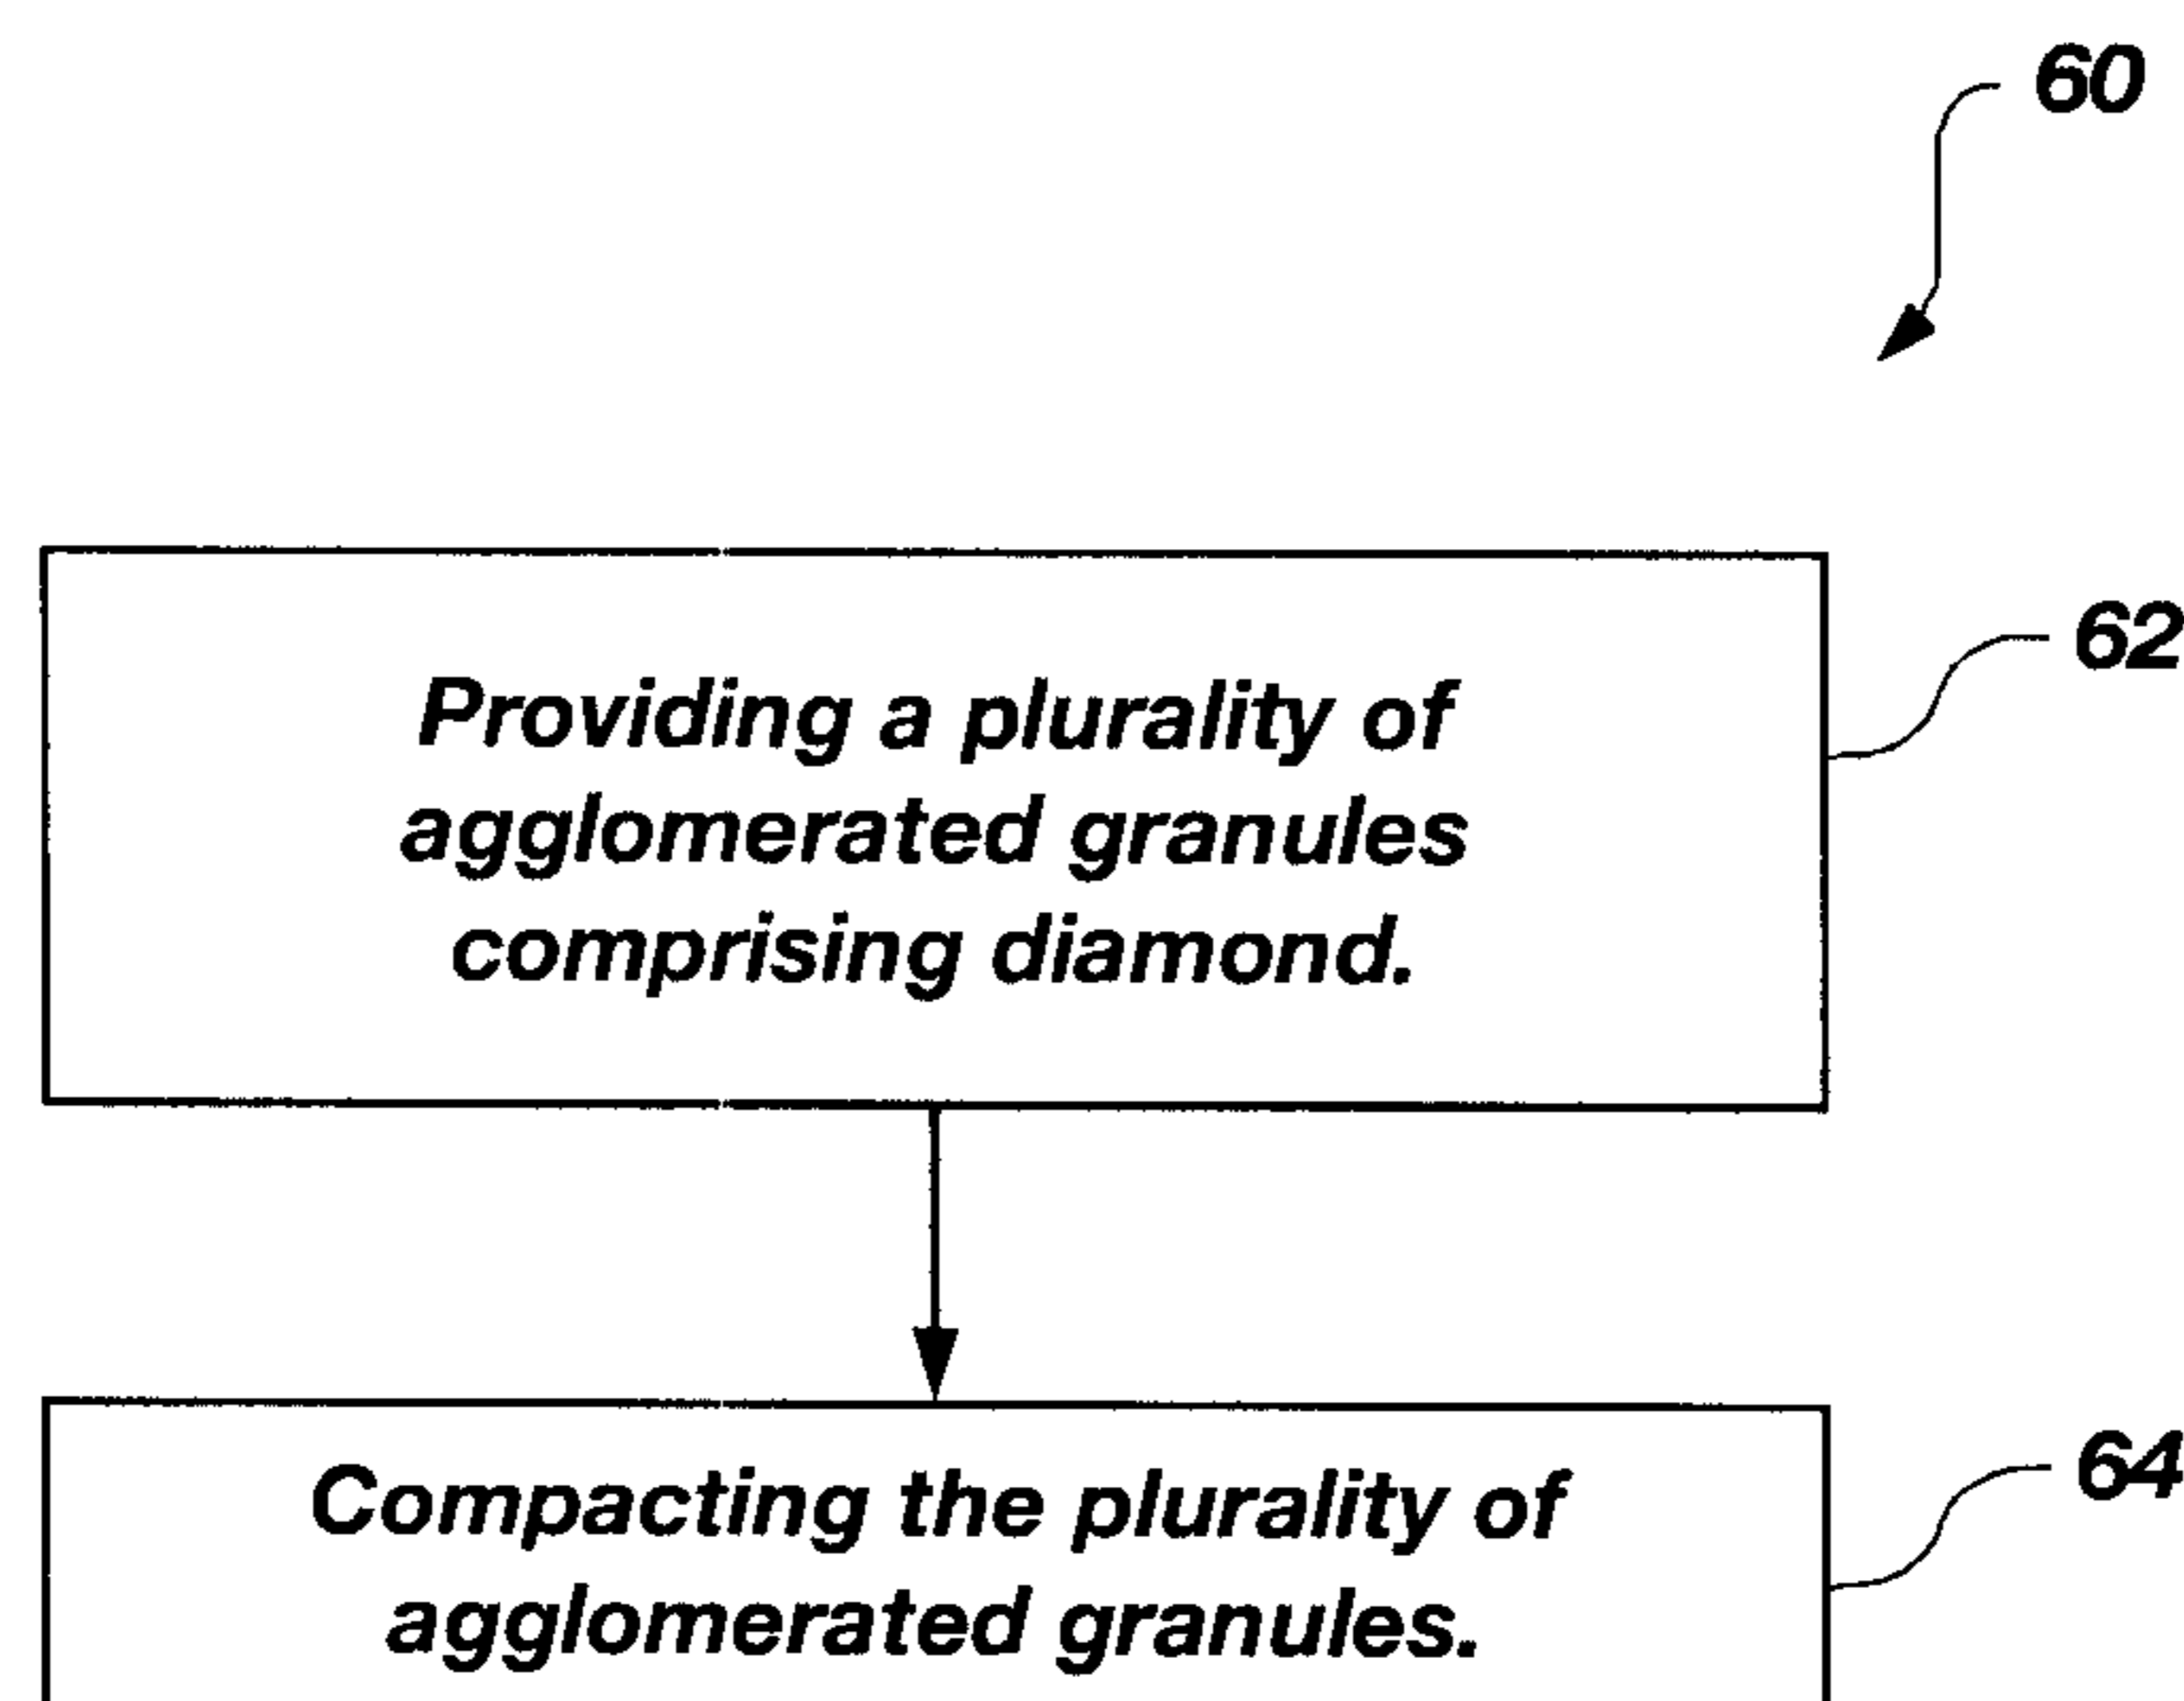 60
62
Providing a plurality of
agglomerated granules
comprising diamond.
64
Compacting the plurality of
agglomerated granules.